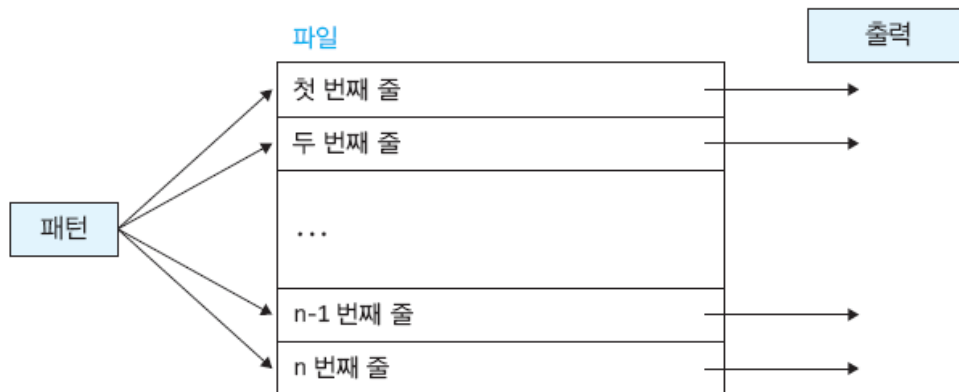 파일
출력
첫 번째 줄
두 번째 줄
패턴
...
n-1 번째 줄
n 번째 줄